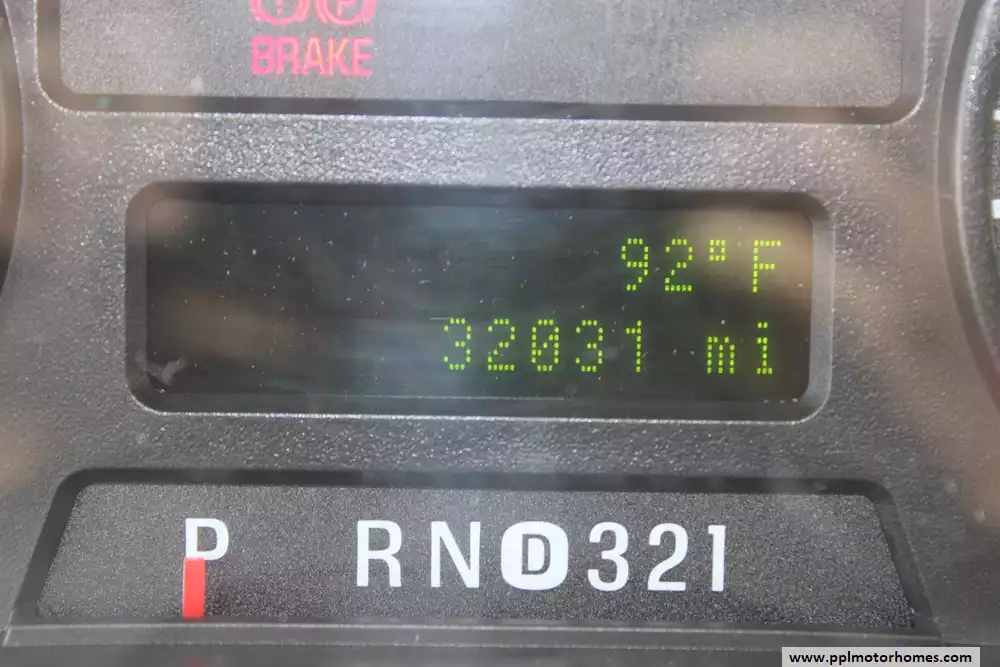 BRAKE
92°F
32031 mi
P RND321
www.pplmotorhomes.com